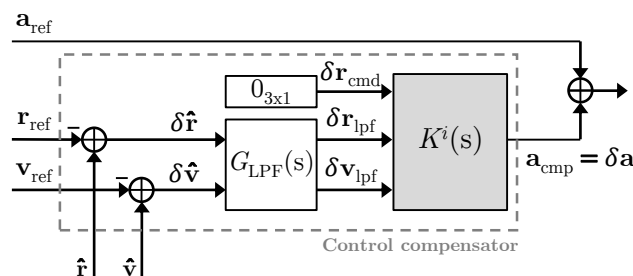 a_ref
0_3x1
δr_cmd
r_ref
δr̂
δr_lpf
G_LPF(s)
K^i(s)
v_ref
δv̂
δv_lpf
a_cmp = δa
Control compensator
r̂
v̂